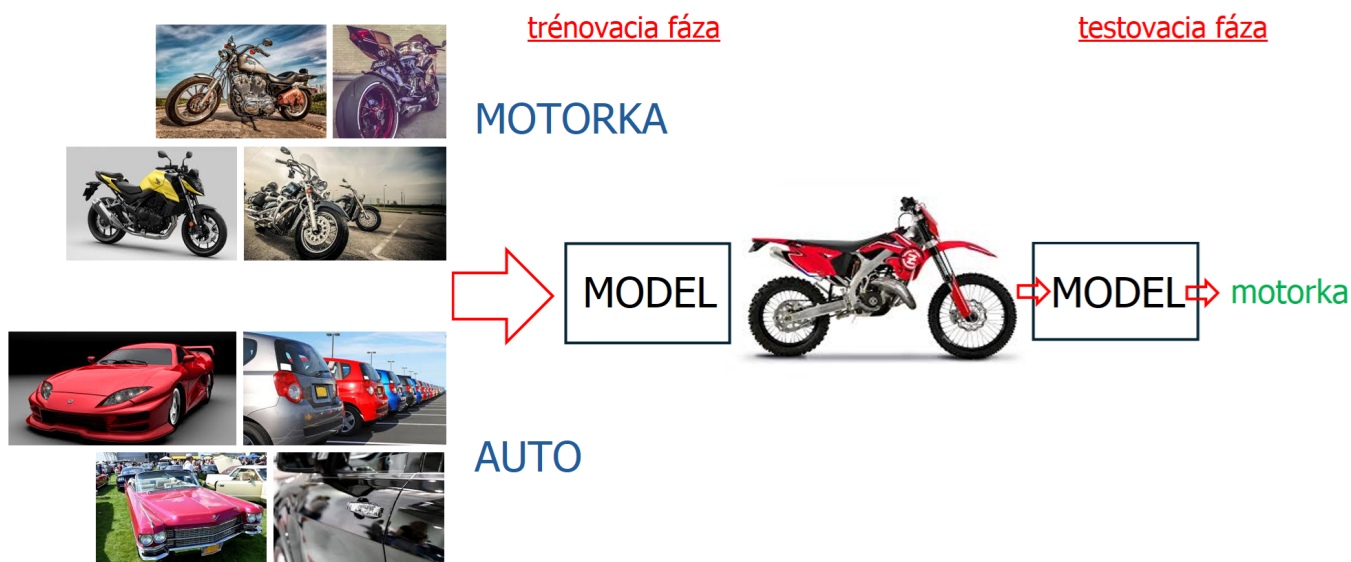 trénovacia fáza
testovacia fáza
MOTORKA
MODEL
MODEL
motorka
AUTO